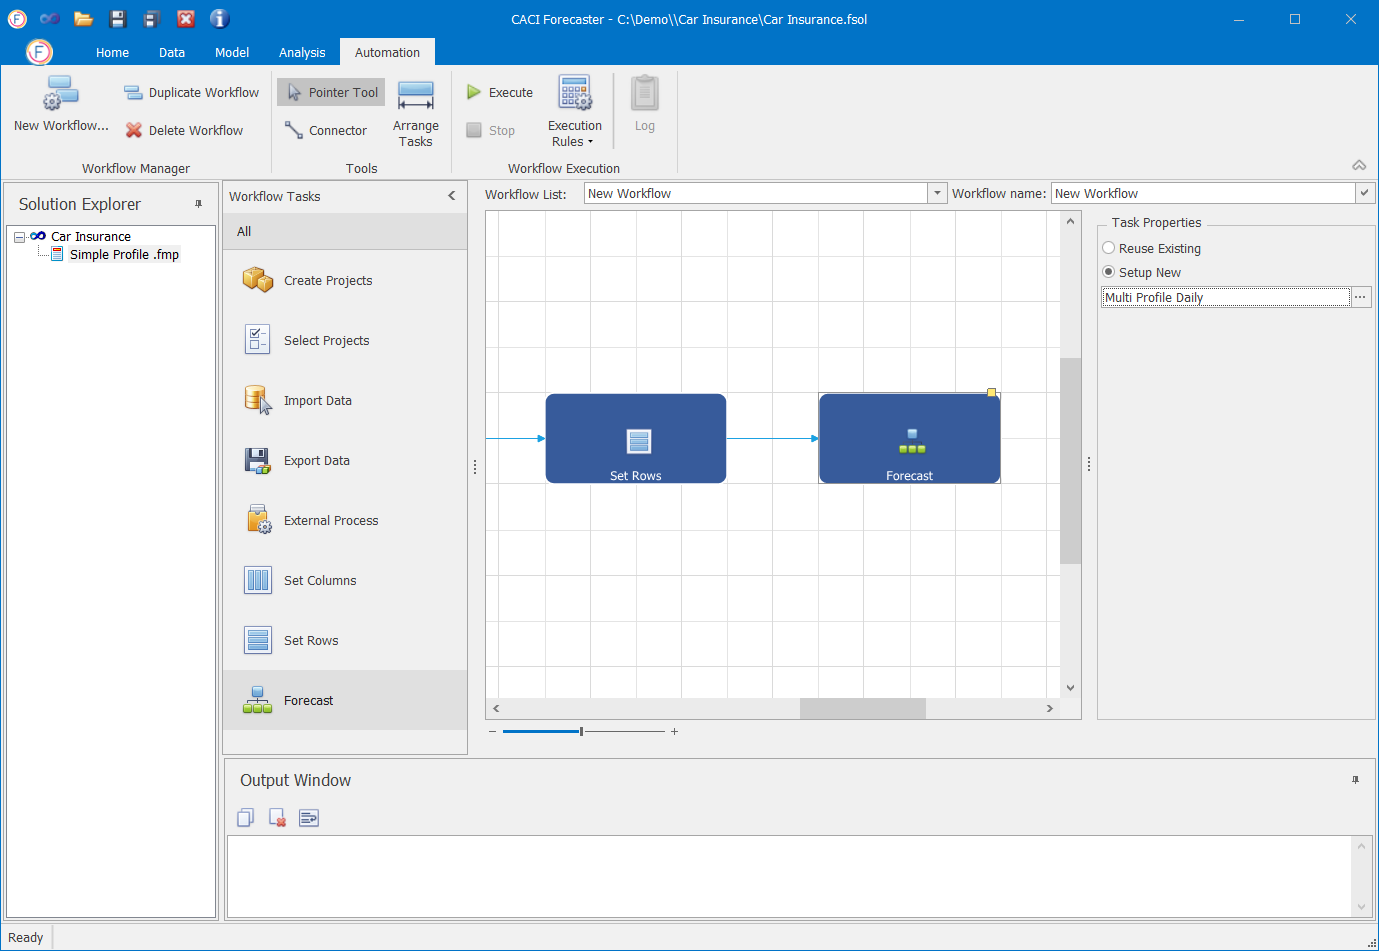 CACI Forecaster - C:\Demo\\Car Insurance\Car Insurance.fsol
F
Home Data Model Analysis Automation
New Workflow...
Duplicate Workflow
Delete Workflow
Workflow Manager
Pointer Tool
Connector
Arrange
Tasks
Tools
Execute
Stop
Execution
Rules
Workflow Execution
Log
Solution Explorer
Car Insurance
Simple Profile .fmp
Workflow Tasks
All
Create Projects
Select Projects
Import Data
Export Data
External Process
Set Columns
Set Rows
Forecast
Workflow List: New Workflow
Workflow name: New Workflow
Set Rows
Forecast
Task Properties
Reuse Existing
Setup New
Multi Profile Daily
Output Window
Ready